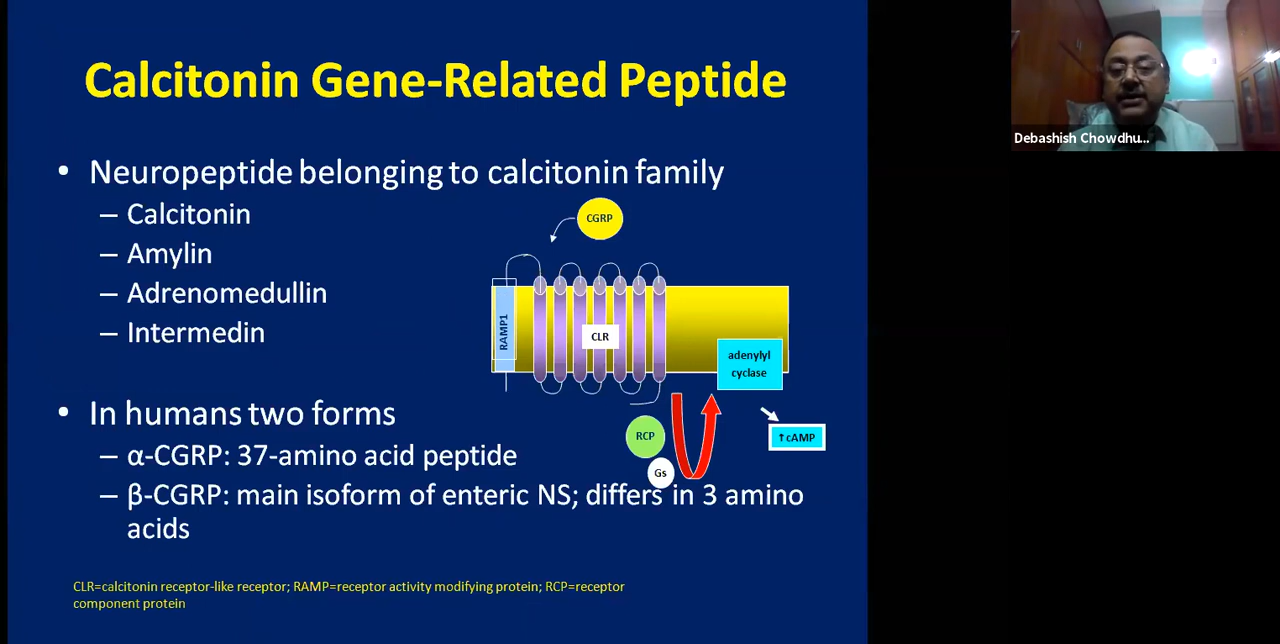 Calcitonin Gene-Related Peptide
Debashish Chowdhu...
• Neuropeptide belonging to calcitonin family
– Calcitonin
– Amylin
– Adrenomedullin
– Intermedin
CGRP
RAMP1
CLR
adenylyl
cyclase
RCP
Gs
↑cAMP
• In humans two forms
– α-CGRP: 37-amino acid peptide
– β-CGRP: main isoform of enteric NS; differs in 3 amino
acids
CLR=calcitonin receptor-like receptor; RAMP=receptor activity modifying protein; RCP=receptor
component protein